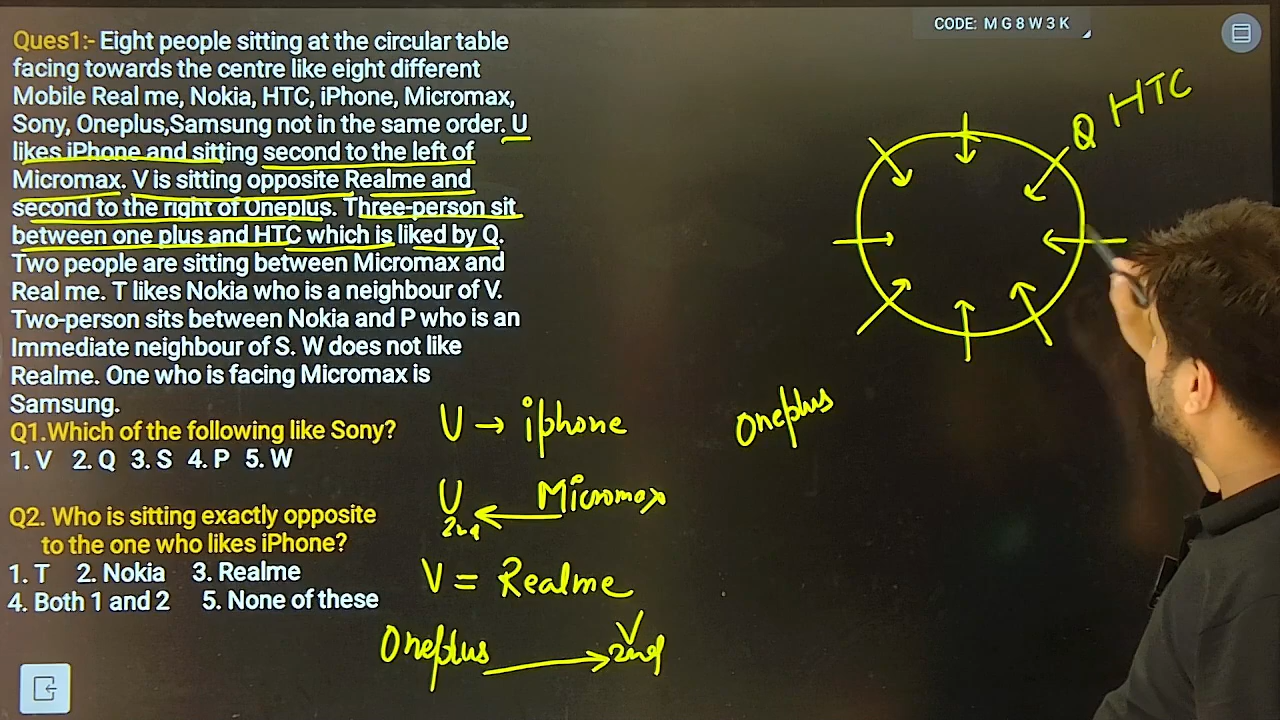 CODE: M G 8 W 3 K
Ques1:- Eight people sitting at the circular table
facing towards the centre like eight different
Mobile Real me, Nokia, HTC, iPhone, Micromax,
Sony, Oneplus,Samsung not in the same order. U
likes iPhone and sitting second to the left of
Micromax. V is sitting opposite Realme and
second to the right of Oneplus. Three-person sit
between one plus and HTC which is liked by Q.
Two people are sitting between Micromax and
Real me. T likes Nokia who is a neighbour of V.
Two-person sits between Nokia and P who is an
Immediate neighbour of S. W does not like
Realme. One who is facing Micromax is
Samsung.
Q1.Which of the following like Sony?
1. V 2. Q 3. S 4. P 5. W
Q2. Who is sitting exactly opposite
to the one who likes iPhone?
1. T 2. Nokia 3. Realme
4. Both 1 and 2 5. None of these
U → iphone
U 2nd ← Micromax
V = Realme
Oneplus → V 2nd
Oneplus
Q HTC